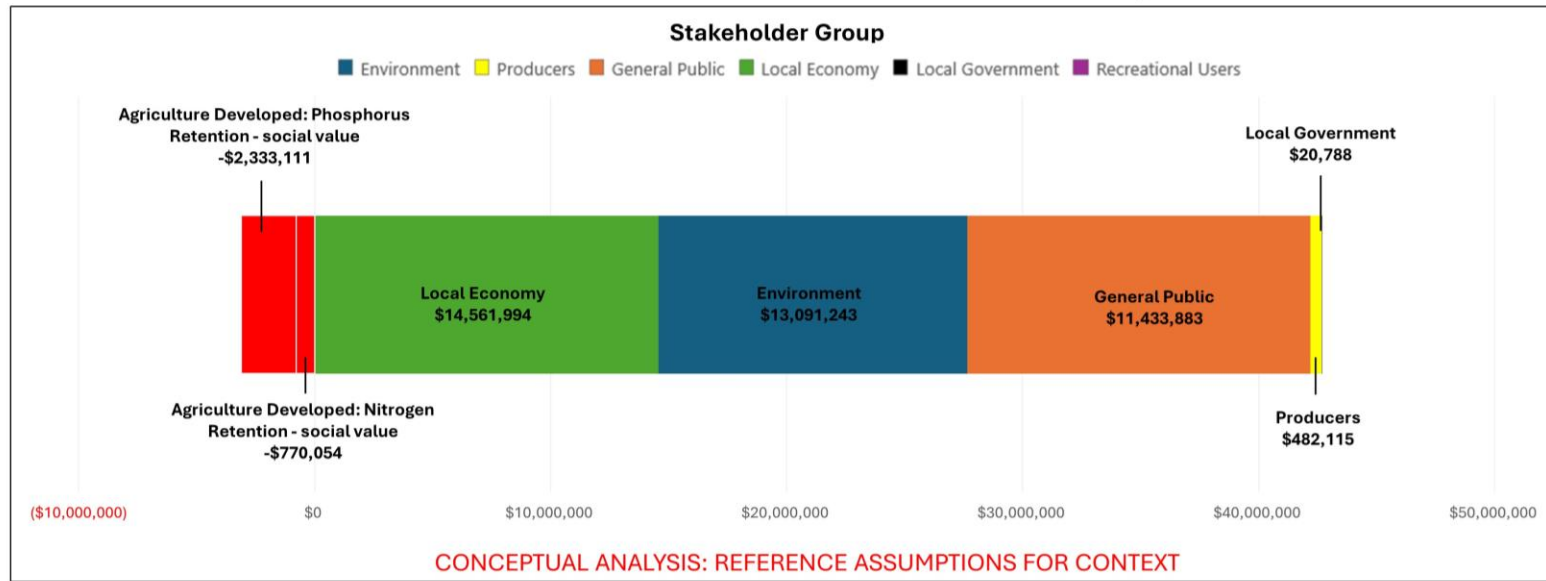 Stakeholder Group
Environment Producers General Public Local Economy Local Government Recreational Users
Agriculture Developed: Phosphorus
Retention - social value
-$2,333,111
Local Government
$20,788
Local Economy
$14,561,994
Environment
$13,091,243
General Public
$11,433,883
Agriculture Developed: Nitrogen
Retention - social value
-$770,054
Producers
$482,115
($10,000,000) $0 $10,000,000 $20,000,000 $30,000,000 $40,000,000 $50,000,000
CONCEPTUAL ANALYSIS: REFERENCE ASSUMPTIONS FOR CONTEXT